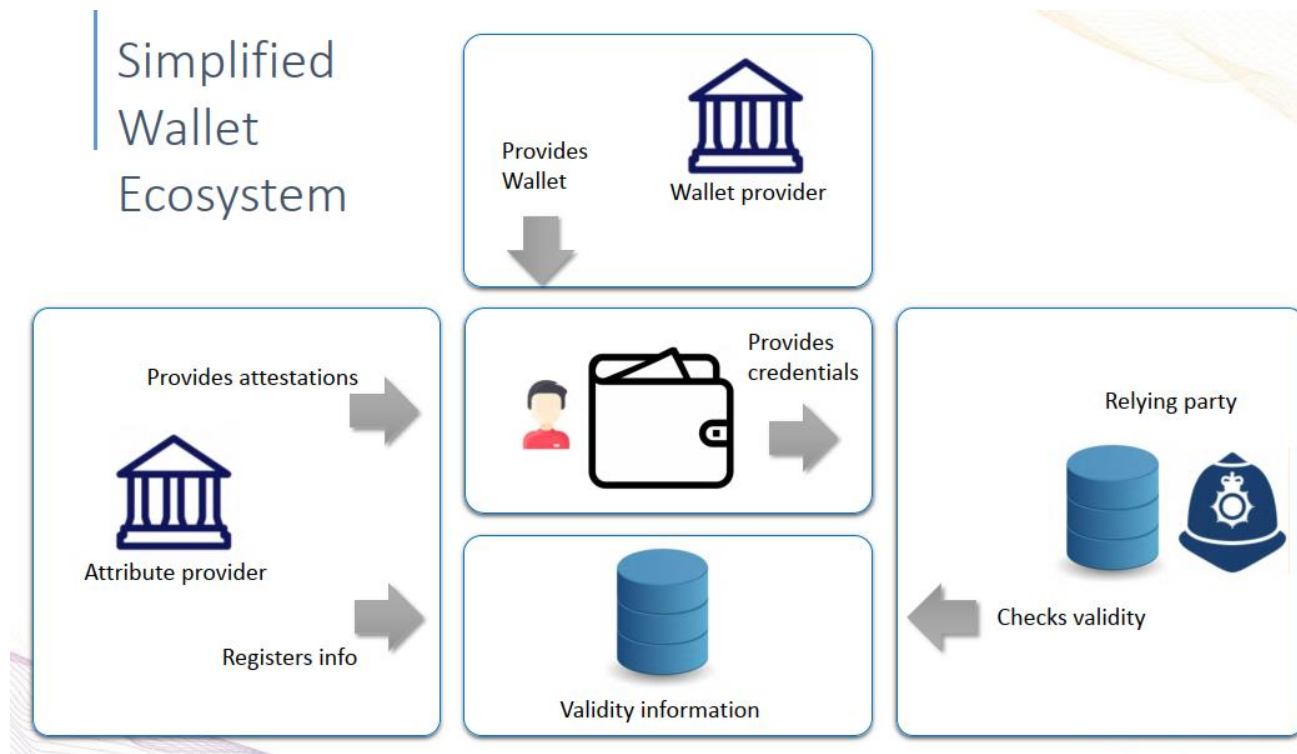 Simplified
Wallet
Ecosystem
Provides
Wallet
Wallet provider
Provides attestations
Attribute provider
Registers info
Provides
credentials
Validity information
Relying party
Checks validity